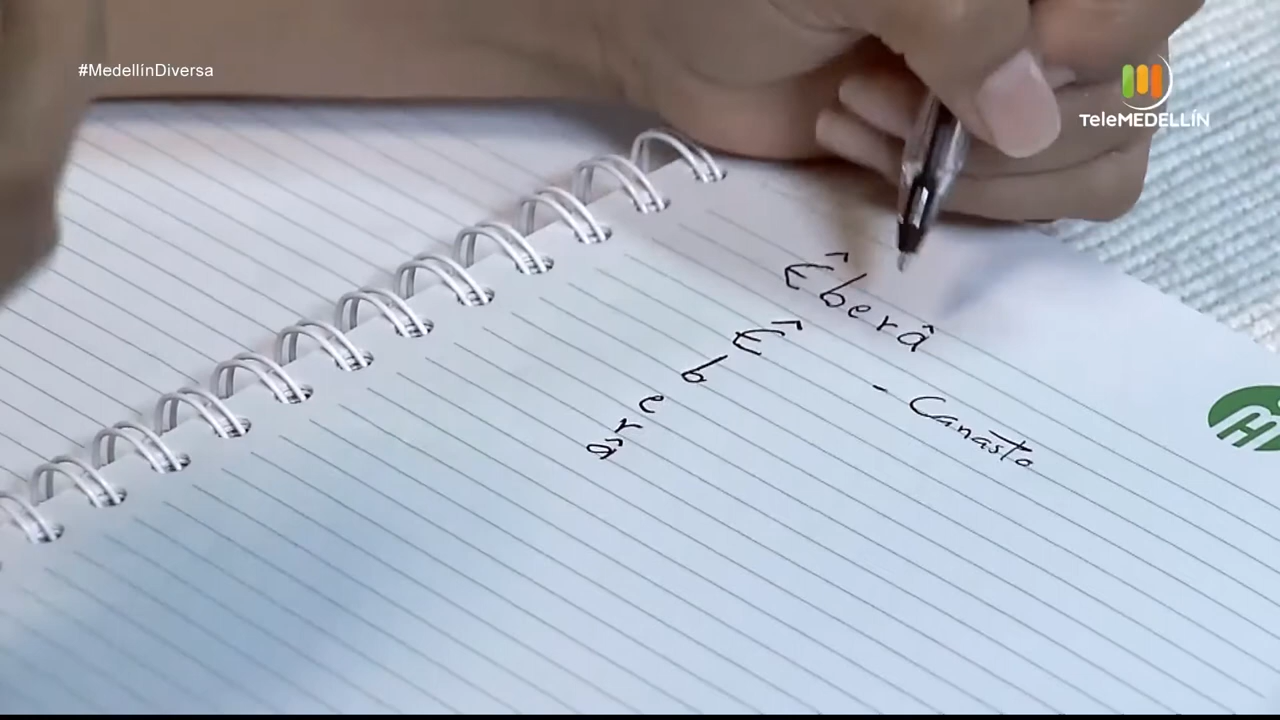 #MedellínDiversa
TeleMEDELLÍN
Êberâ
Ê
b
e
r
â
- Canasto
H